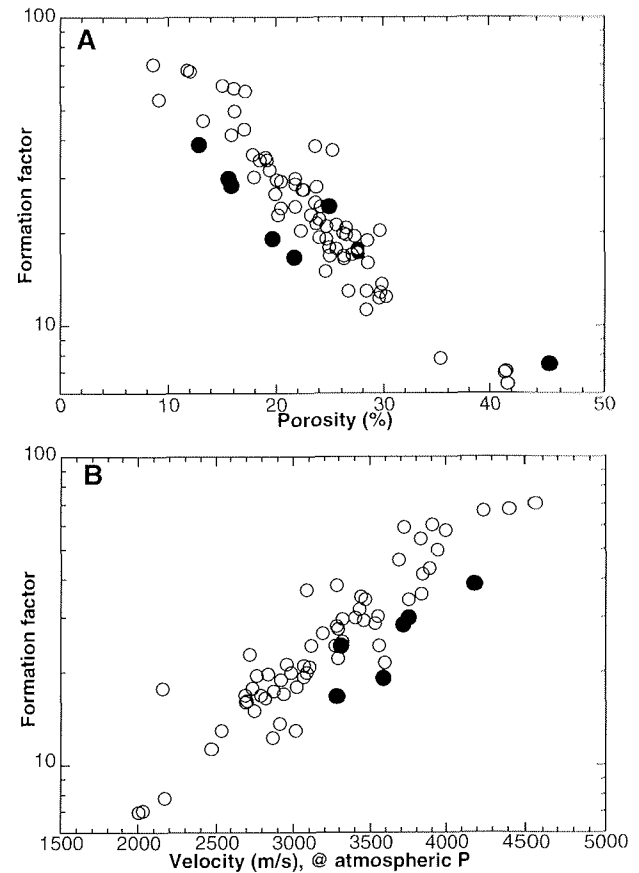 100
A
Formation factor
10
0 10 20 30 40 50
Porosity (%)
100
B
Formation factor
10
1500 2000 2500 3000 3500 4000 4500 5000
Velocity (m/s), @ atmospheric P